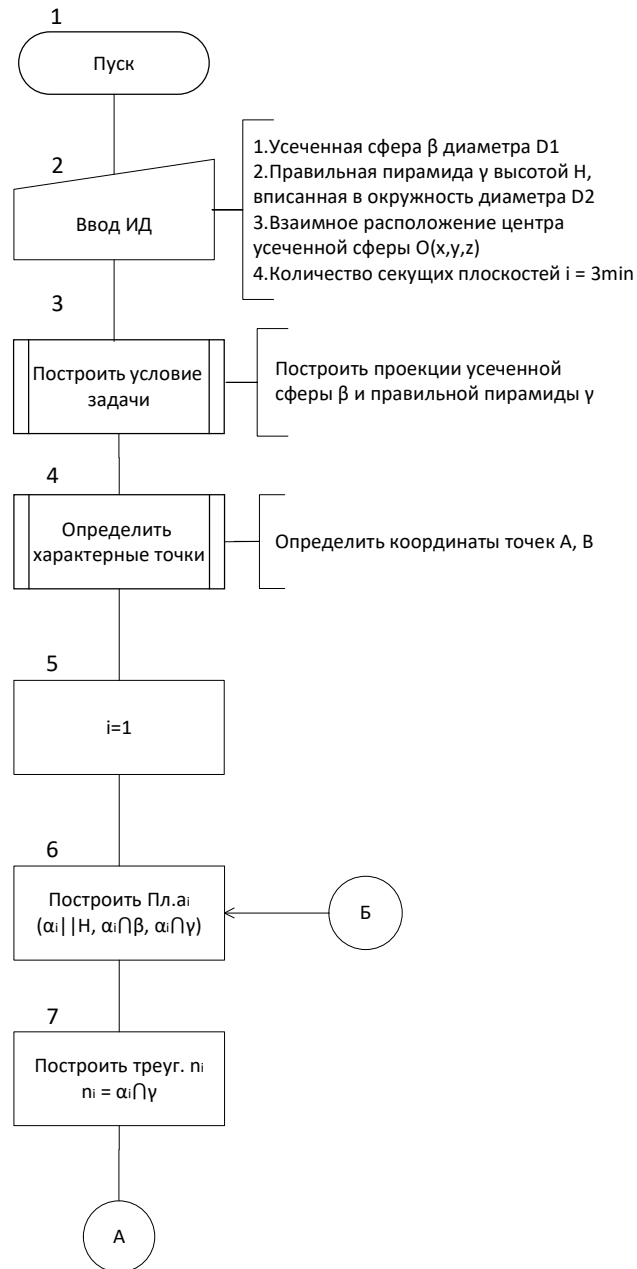 1
Пуск
2
Ввод ИД
1.Усеченная сфера β диаметра D1
2.Правильная пирамида γ высотой H,
вписанная в окружность диаметра D2
3.Взаимное расположение центра
усеченной сферы O(x,y,z)
4.Количество секущих плоскостей i = 3min
3
Построить условие
задачи
Построить проекции усеченной
сферы β и правильной пирамиды γ
4
Определить
характерные точки
Определить координаты точек А, В
5
i=1
6
Построить Пл.аi
(αi||H, αi⋂β, αi⋂γ)
Б
7
Построить треуг. ni
ni = αi⋂γ
А